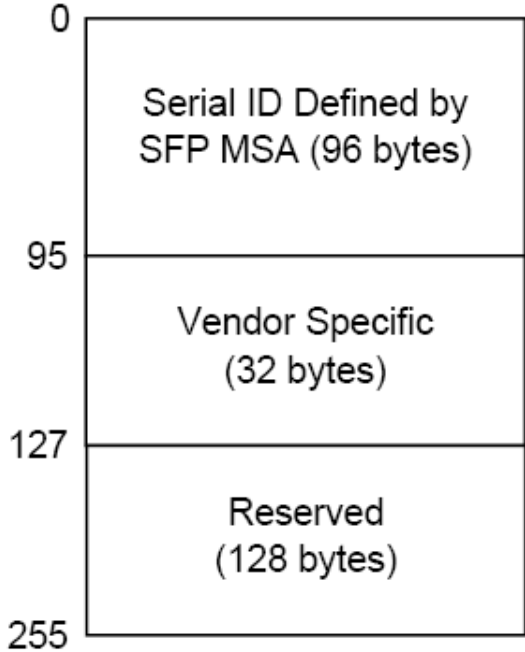 0
Serial ID Defined by
SFP MSA (96 bytes)
95
Vendor Specific
(32 bytes)
127
Reserved
(128 bytes)
255